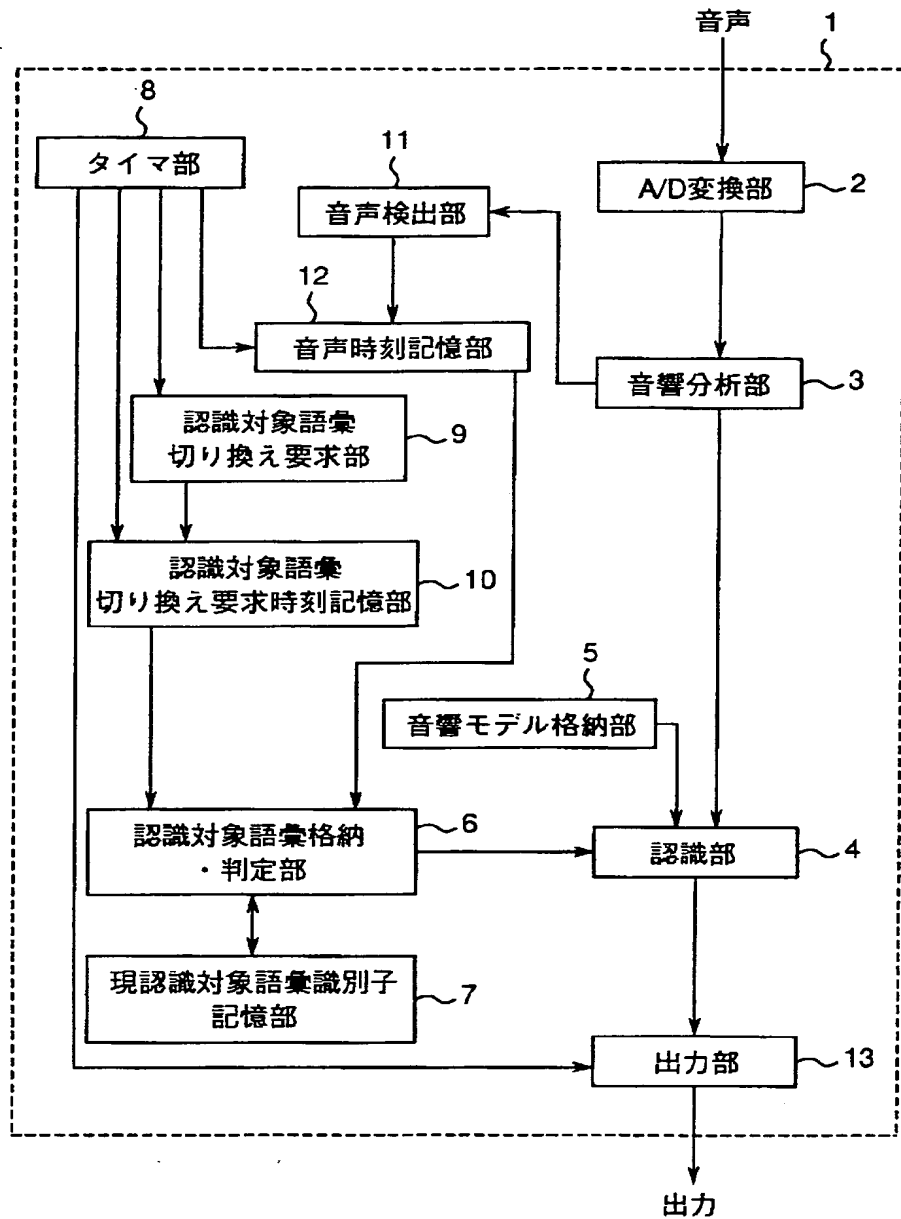 音声
1
8
タイマ部
11
音声検出部
A/D変換部
2
12
音声時刻記憶部
音響分析部
3
認識対象語彙
切り換え要求部
9
認識対象語彙
切り換え要求時刻記憶部
10
5
音響モデル格納部
認識対象語彙格納
・判定部
6
認識部
4
現認識対象語彙識別子
記憶部
7
出力部
13
出力